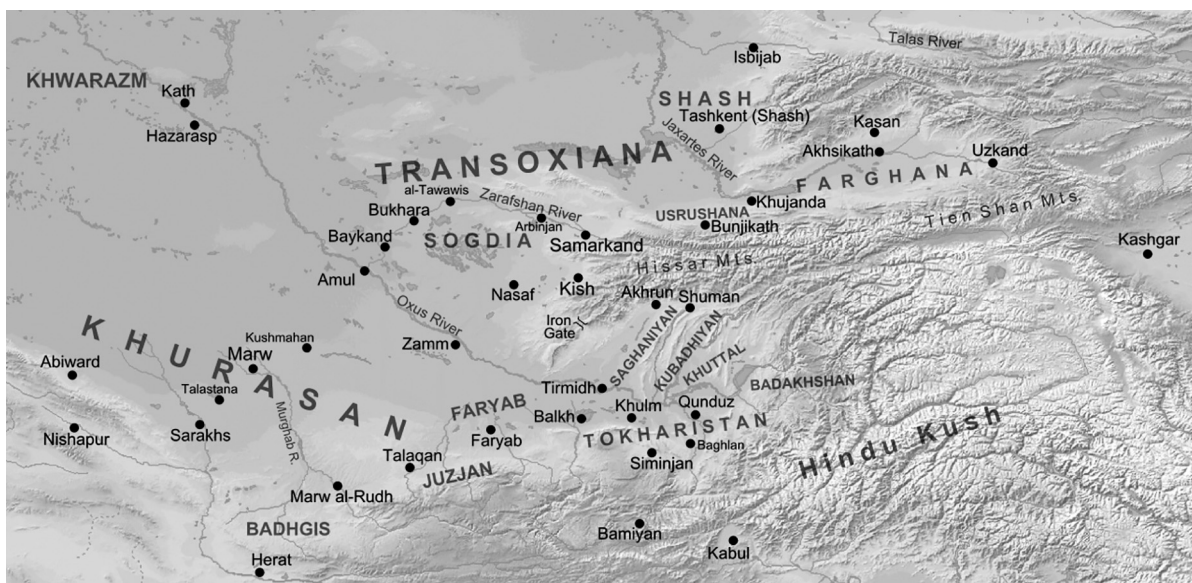 Talas River
Isbijab
KHWARAZM
Kath
Hazarasp
SHASH
Tashkent (Shash)
Jaxartes River
Kasan
Akhsikath
Uzkand
TRANSOXIANA
FARGHANA
al-Tawawis
Zarafshan River
Khujanda
Bukhara
Arbinjan
USRUSHANA
Bunjikath
Tien Shan Mts.
Baykand
SOGDIA
Samarkand
Kashgar
Hissar Mts.
Amul
Nasaf
Kish
Akhrun
Shuman
Oxus River
Iron
Gate
KHURASAN
Kushmahan
Zamm
SAGHANIYAN
KUBADHIYAN
KHUTTAL
Abiward
Marw
Talastana
Tirmidh
BADAKHSHAN
Murghab R.
FARYAB
Balkh
Khulm
Qunduz
Nishapur
Sarakhs
Faryab
TOKHARISTAN
Baghlan
Hindu Kush
Talaqan
JUZJAN
Siminjan
Marw al-Rudh
BADHGIS
Bamiyan
Kabul
Herat